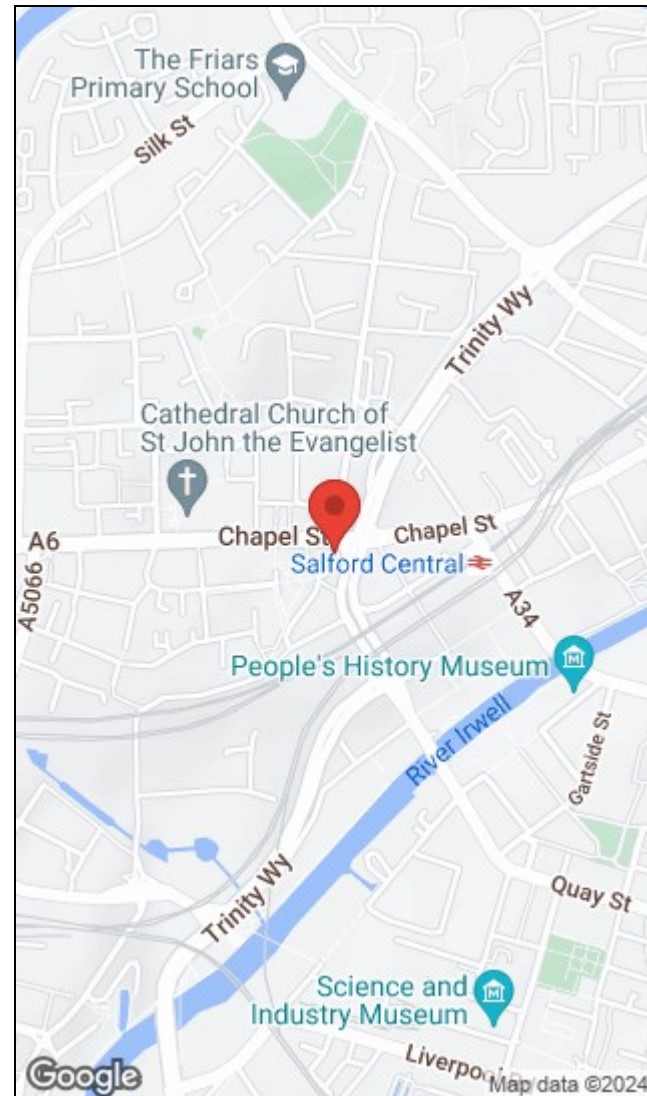 The Friars
Primary School
Silk St
Trinity Wy
Cathedral Church of
St John the Evangelist
A6
Chapel St
Chapel St
Salford Central
A5066
A34
People's History Museum
River Irwell
Gartside St
Trinity Wy
Quay St
Science and
Industry Museum
Liverpool
Google
Map data ©2024